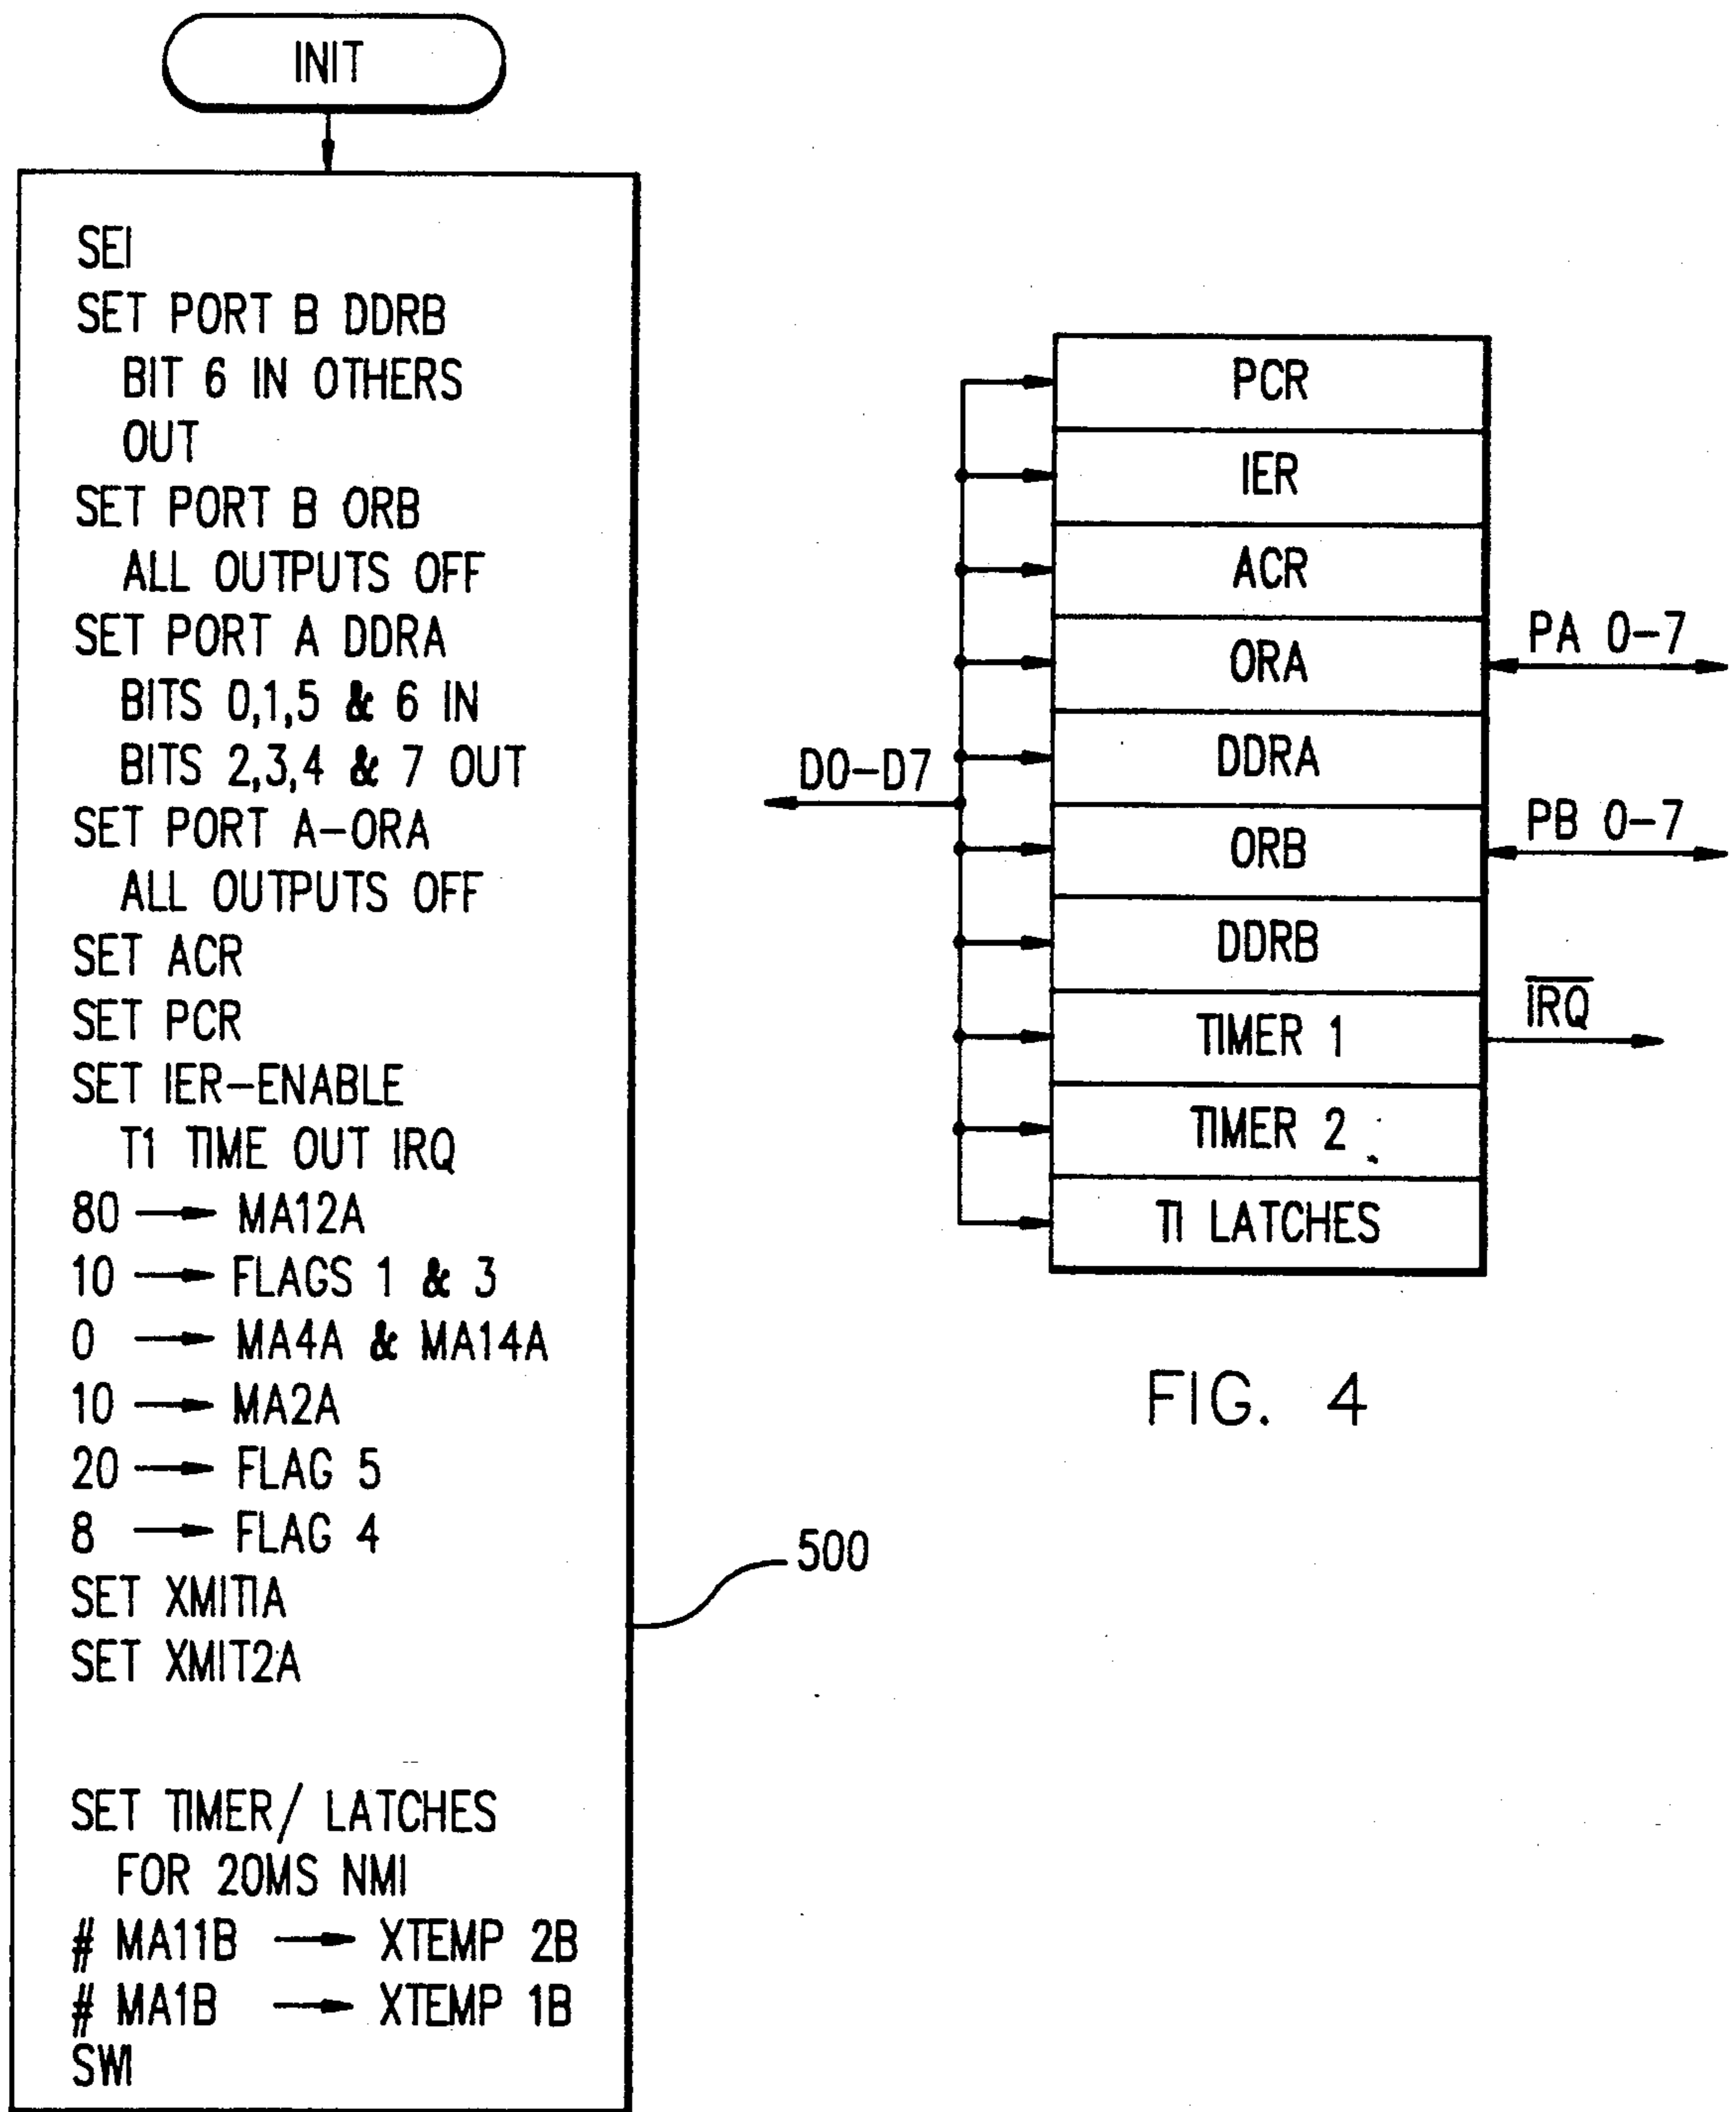 INIT
SEI
SET PORT B DDRB
BIT 6 IN OTHERS
OUT
SET PORT B ORB
ALL OUTPUTS OFF
SET PORT A DDRA
BITS 0,1,5 & 6 IN
BITS 2,3,4 & 7 OUT
SET PORT A-ORA
ALL OUTPUTS OFF
SET ACR
SET PCR
SET IER-ENABLE
T1 TIME OUT IRQ
80 → MA12A
10 → FLAGS 1 & 3
0 → MA4A & MA14A
10 → MA2A
20 → FLAG 5
8 → FLAG 4
SET XMIT1A
SET XMIT2A
SET TIMER/ LATCHES
FOR 20MS NMI
# MA11B → XTEMP 2B
# MA1B → XTEMP 1B
SWI
500
D0-D7
PCR
IER
ACR
ORA
DDRA
ORB
DDRB
TIMER 1
TIMER 2
T1 LATCHES
PA 0-7
PB 0-7
IRQ
FIG. 4